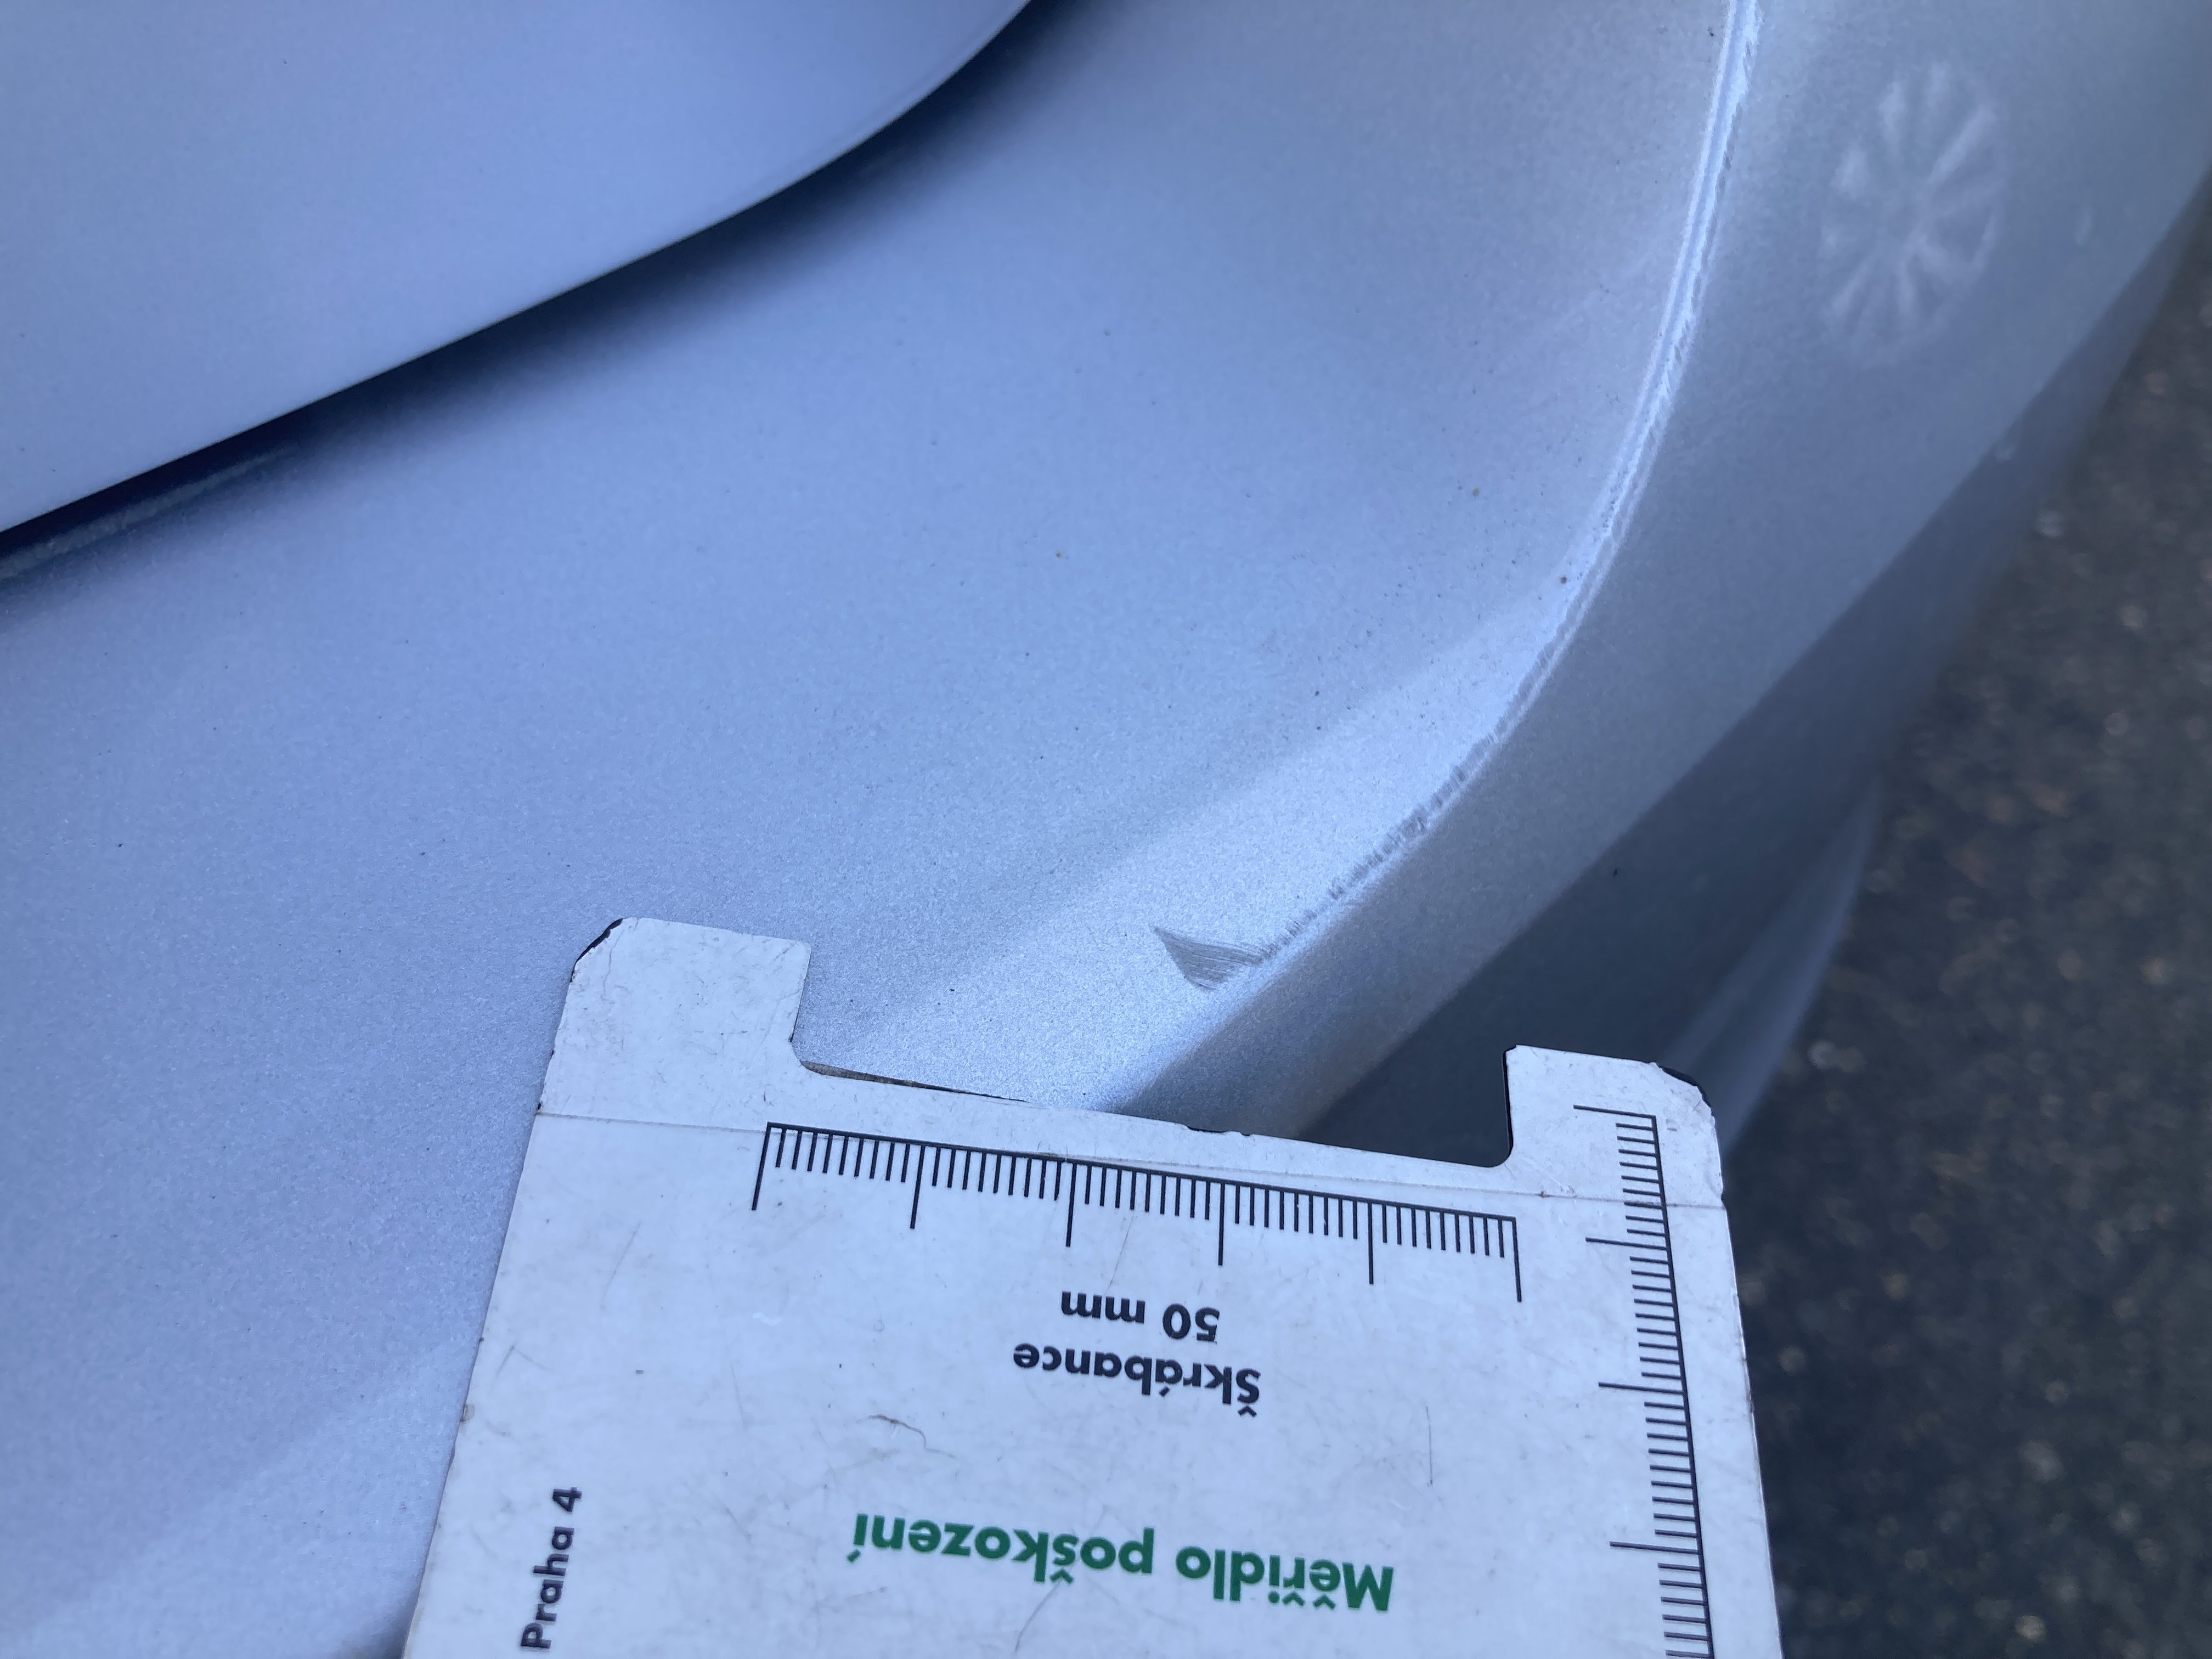 Měřidlo poškození
Škrábance
50 mm
Praha 4